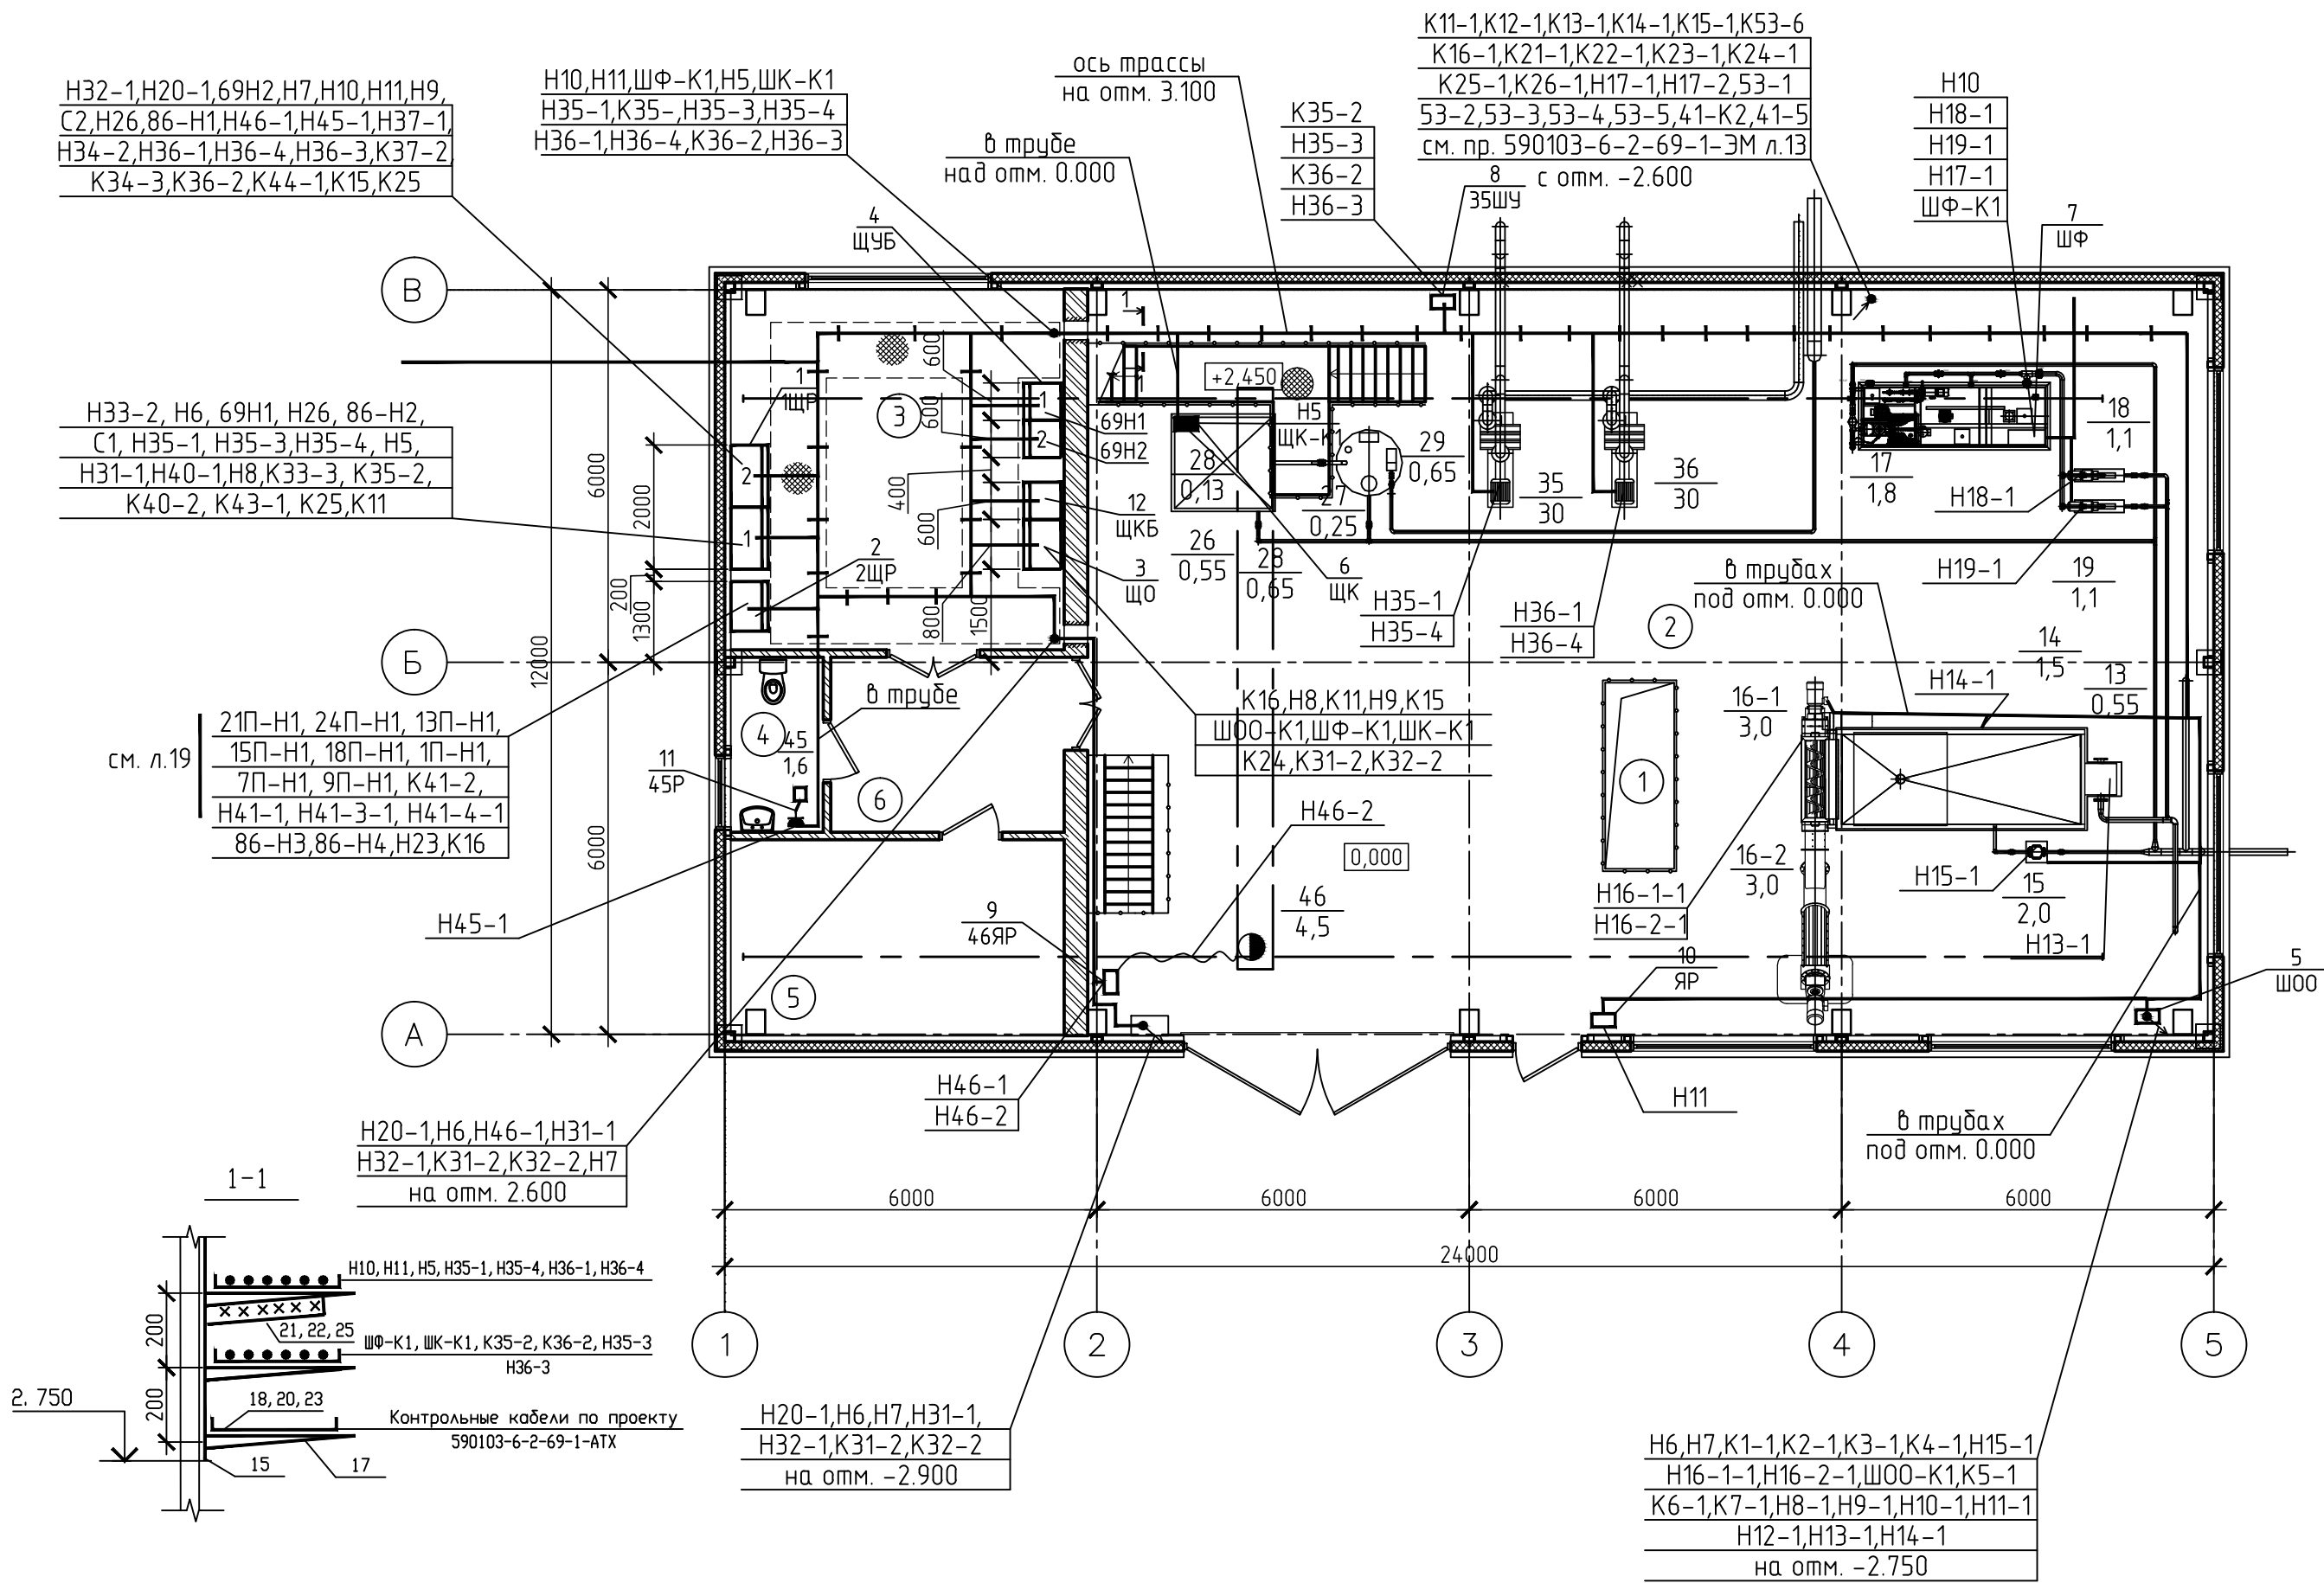 К11-1,К12-1,К13-1,К14-1,К15-1,К53-6
К16-1,К21-1,К22-1,К23-1,К24-1
К25-1,К26-1,Н17-1,Н17-2,53-1
53-2,53-3,53-4,53-5,41-К2,41-5
см. пр. 590103-6-2-69-1-ЭМ л.13
с отм. -2.600
Н32-1,Н20-1,69Н2,Н7,Н10,Н11,Н9,
С2,Н26,86-Н1,Н46-1,Н45-1,Н37-1,
Н34-2,Н36-1,Н36-4,Н36-3,К37-2,
К34-3,К36-2,К44-1,К15,К25
Н10,Н11,ШФ-К1,Н5,ШК-К1
Н35-1,К35-,Н35-3,Н35-4
Н36-1,Н36-4,К36-2,Н36-3
ось трассы
на отм. 3.100
в трубе
над отм. 0.000
К35-2
Н35-3
К36-2
Н36-3
8
35ШУ
Н10
Н18-1
Н19-1
Н17-1
ШФ-К1
7
ШФ
4
ЩУБ
В
1
1
+2,450
Н5
ЩК-К1
1
1ЩР
3
600
600
400
600
800
1500
1
2
69Н1
69Н2
12
ЩКБ
3
ЩО
2
1
2
2ЩР
28
0,13
29
0,65
27
0,25
26
0,55
28
0,65
6
ЩК
35
30
36
30
17
1,8
18
1,1
Н18-1
Н19-1
19
1,1
Н33-2, Н6, 69Н1, Н26, 86-Н2,
С1, Н35-1, Н35-3,Н35-4, Н5,
Н31-1,Н40-1,Н8,К33-3, К35-2,
К40-2, К43-1, К25,К11
6000
2000
200
1300
12000
6000
Б
Н35-1
Н35-4
Н36-1
Н36-4
2
в трубах
под отм. 0.000
14
1,5
13
0,55
Н14-1
16-1
3,0
1
16-2
3,0
Н16-1-1
Н16-2-1
Н15-1
15
2,0
Н13-1
см. л.19
21П-Н1, 24П-Н1, 13П-Н1,
15П-Н1, 18П-Н1, 1П-Н1,
7П-Н1, 9П-Н1, К41-2,
Н41-1, Н41-3-1, Н41-4-1
86-Н3,86-Н4,Н23,К16
в трубе
4
45
1,6
11
45Р
6
К16,Н8,К11,Н9,К15
ШОО-К1,ШФ-К1,ШК-К1
К24,К31-2,К32-2
Н46-2
0,000
46
4,5
Н45-1
9
46ЯР
5
10
ЯР
5
ШОО
А
Н46-1
Н46-2
Н11
в трубах
под отм. 0.000
Н20-1,Н6,Н46-1,Н31-1
Н32-1,К31-2,К32-2,Н7
на отм. 2.600
6000
6000
6000
6000
24000
1
2
3
4
5
1-1
Н10, Н11, Н5, Н35-1, Н35-4, Н36-1, Н36-4
21, 22, 25
ШФ-К1, ШК-К1, К35-2, К36-2, Н35-3
Н36-3
200
200
2. 750
18, 20, 23
Контрольные кабели по проекту
590103-6-2-69-1-АТХ
15
17
Н20-1,Н6,Н7,Н31-1,
Н32-1,К31-2,К32-2
на отм. -2.900
Н6,Н7,К1-1,К2-1,К3-1,К4-1,Н15-1
Н16-1-1,Н16-2-1,ШОО-К1,К5-1
К6-1,К7-1,Н8-1,Н9-1,Н10-1,Н11-1
Н12-1,Н13-1,Н14-1
на отм. -2.750